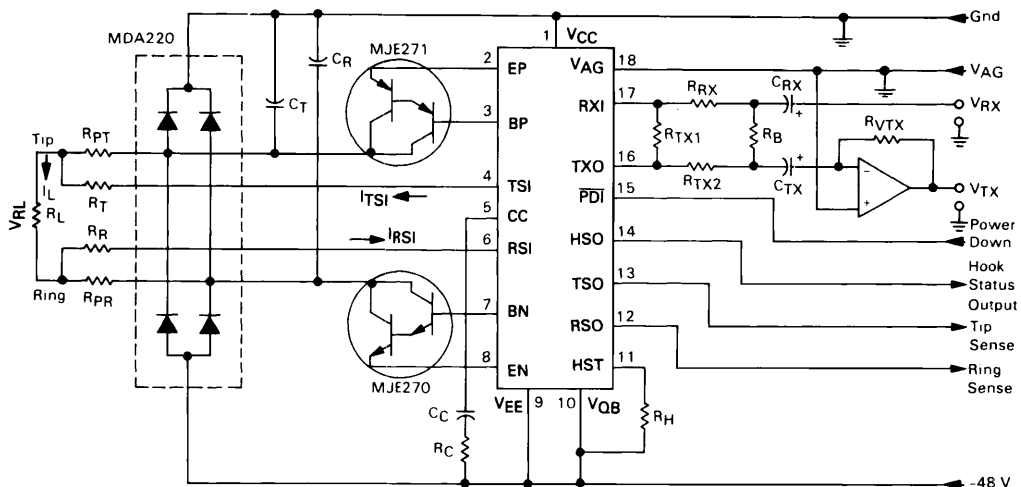 Gnd
MDA220
MJE271
1
VCC
CR
CT
2
EP
VAG
18
VAG
3
BP
RXI
17
RRX
CRX
+
VRX
RTX1
RB
RVTX
Tip
RPT
4
TSI
TXO
16
RTX2
CTX
+
−
+
VTX
IL
RT
ITSI
5
CC
PDI
15
Power
Down
VRL
RL
RR
IRSI
6
RSI
HSO
14
Hook
Status
Output
Ring
RPR
7
BN
TSO
13
Tip
Sense
8
EN
RSO
12
Ring
Sense
MJE270
HST
11
VEE
9
10
VQB
RH
CC
RC
-48 V